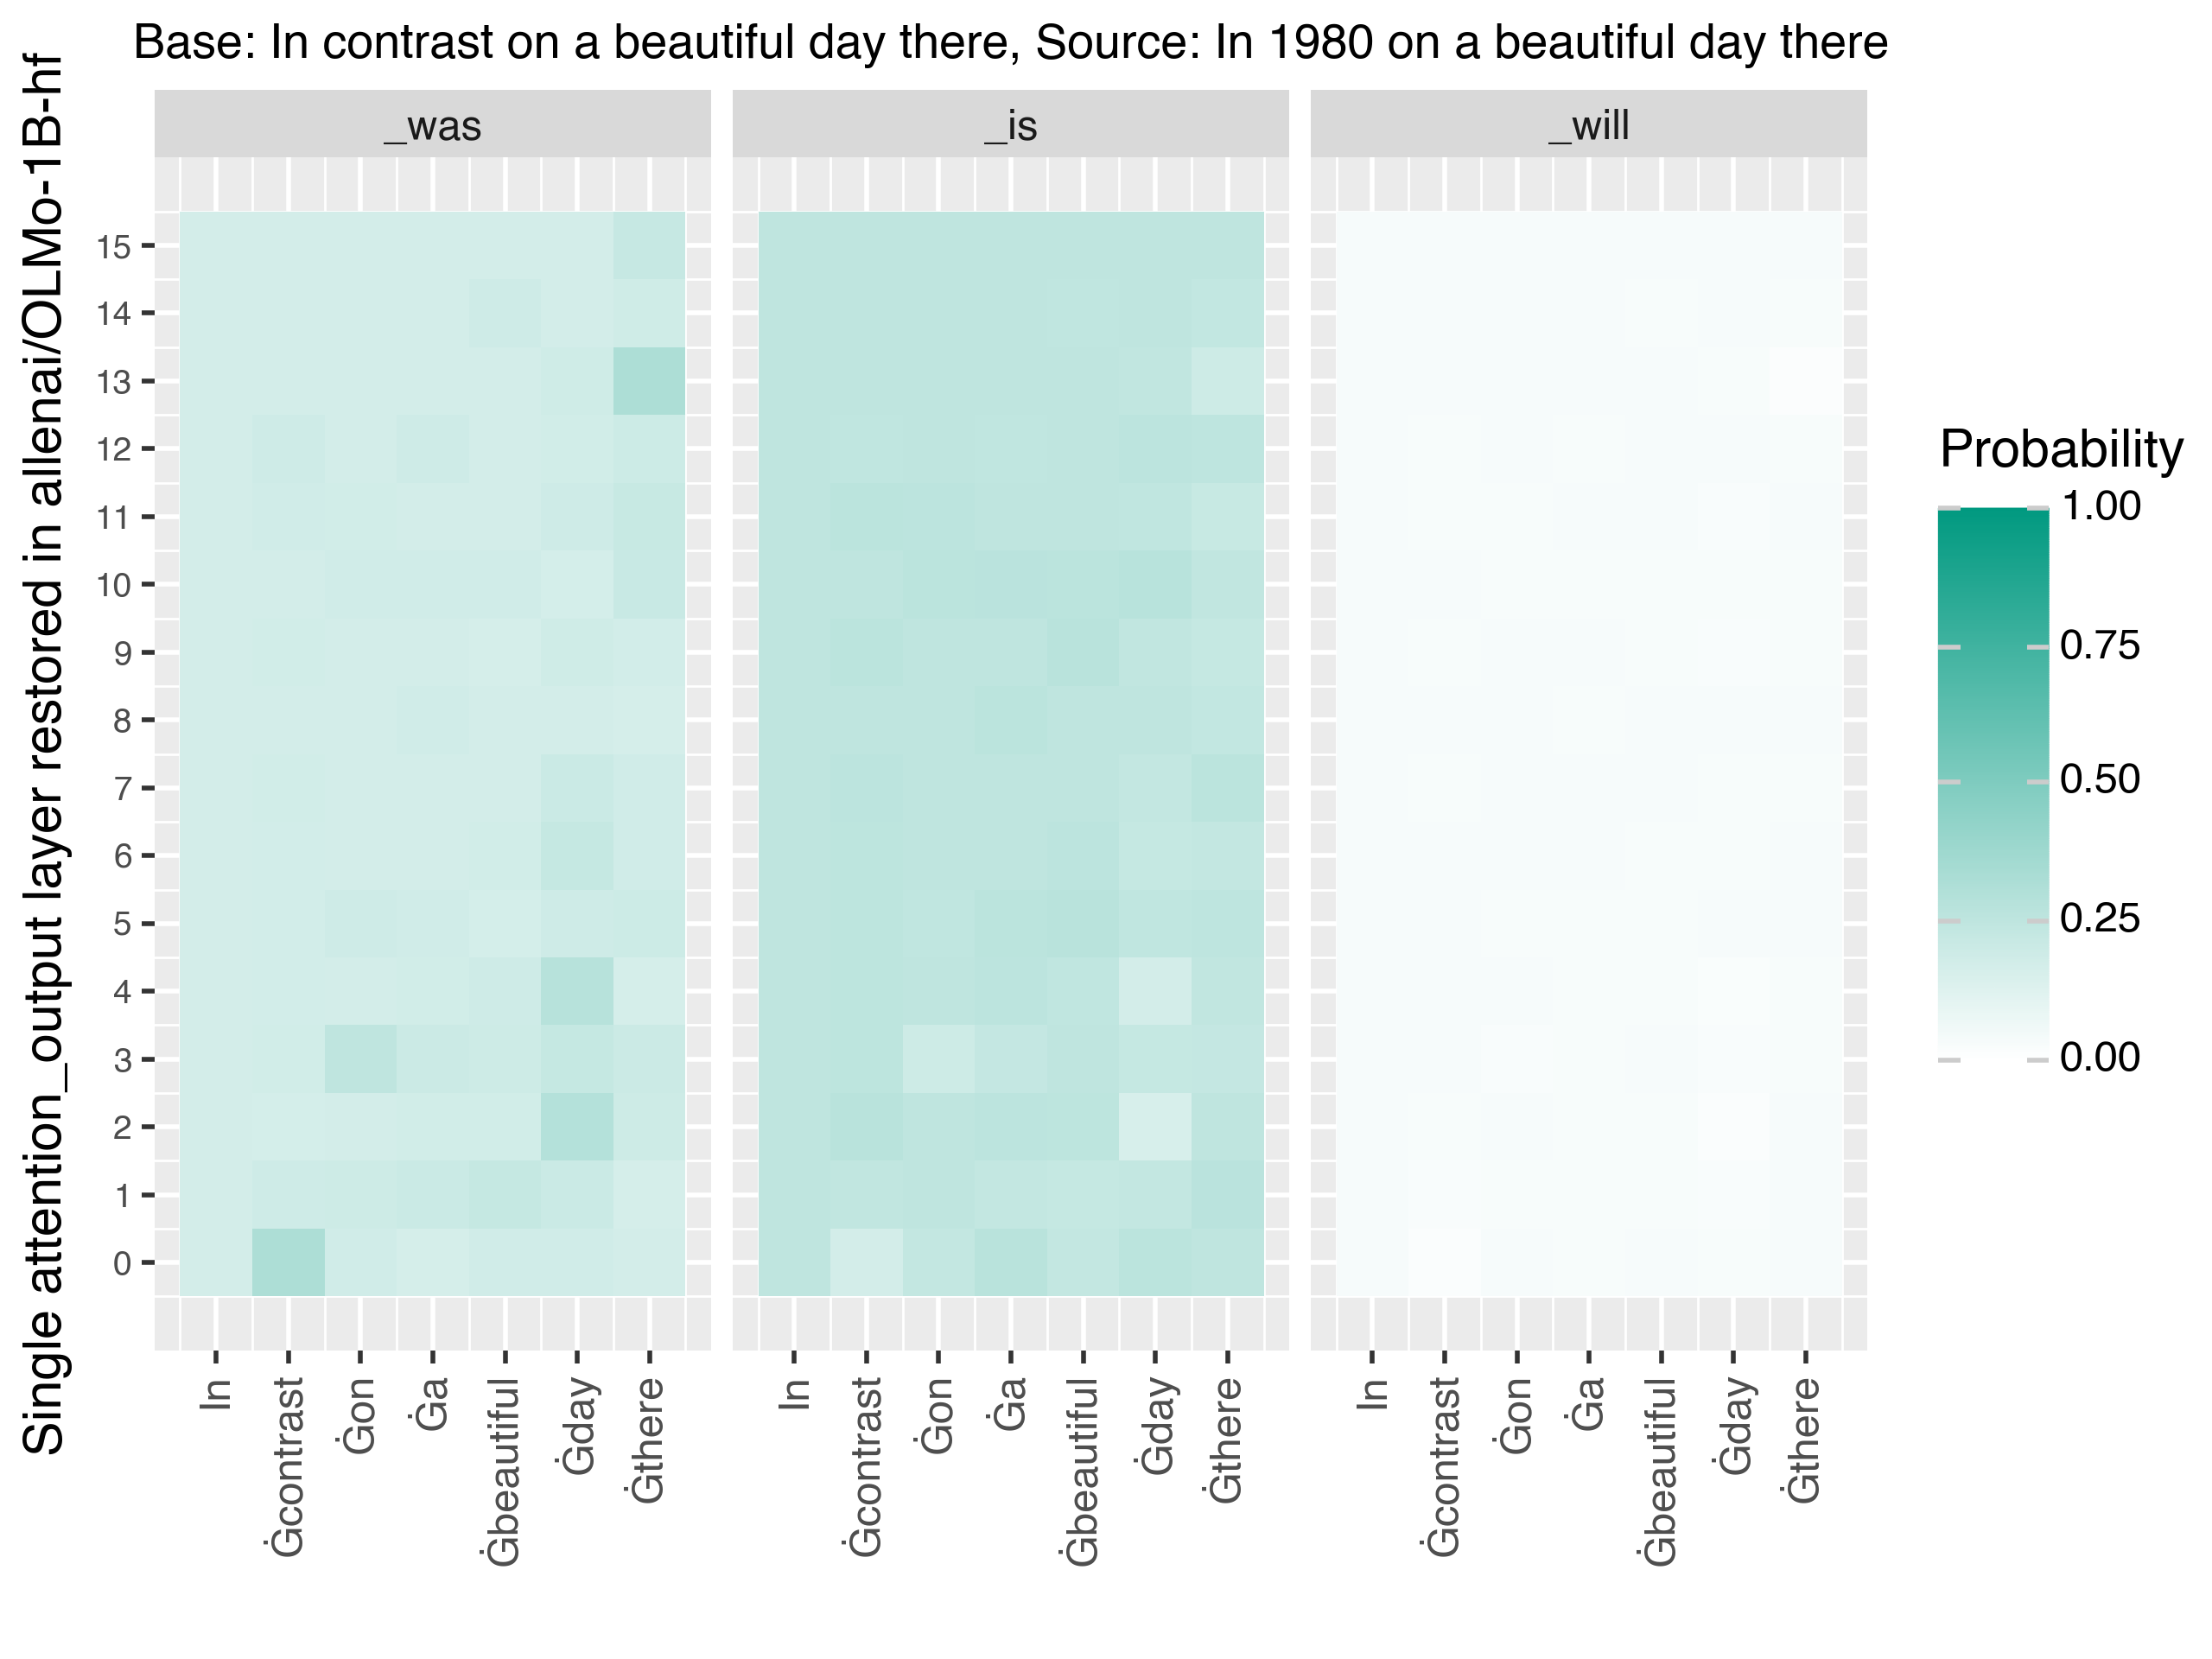 Base: In contrast on a beautiful day there, Source: In 1980 on a beautiful day there
Single attention_output layer restored in allenai/OLMo-1B-hf
_was
_is
_will
15
14
13
12
11
10
9
8
7
6
5
4
3
2
1
0
In
Ġcontrast
Ġon
Ġa
Ġbeautiful
Ġday
Ġthere
In
Ġcontrast
Ġon
Ġa
Ġbeautiful
Ġday
Ġthere
In
Ġcontrast
Ġon
Ġa
Ġbeautiful
Ġday
Ġthere
Probability
1.00
0.75
0.50
0.25
0.00